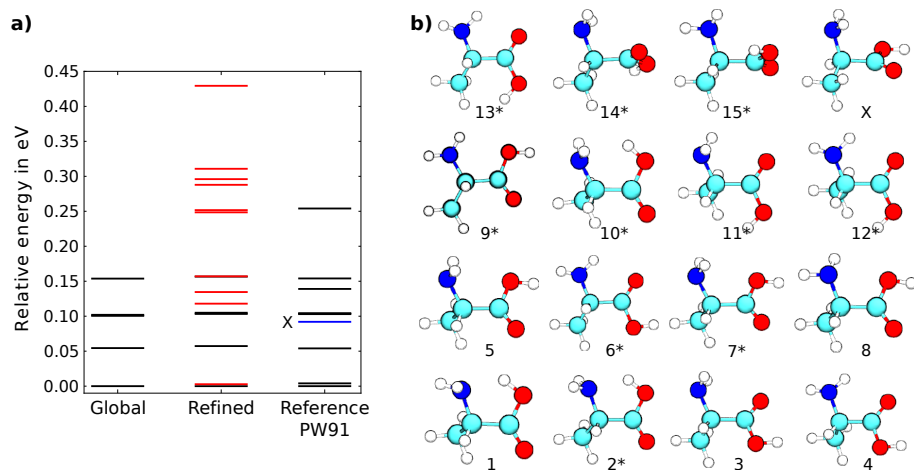 a)
Relative energy in eV
0.45
0.40
0.35
0.30
0.25
0.20
0.15
0.10
0.05
0.00
X
Global
Refined
Reference
PW91
b)
13*
14*
15*
X
9*
10*
11*
12*
5
6*
7*
8
1
2*
3
4